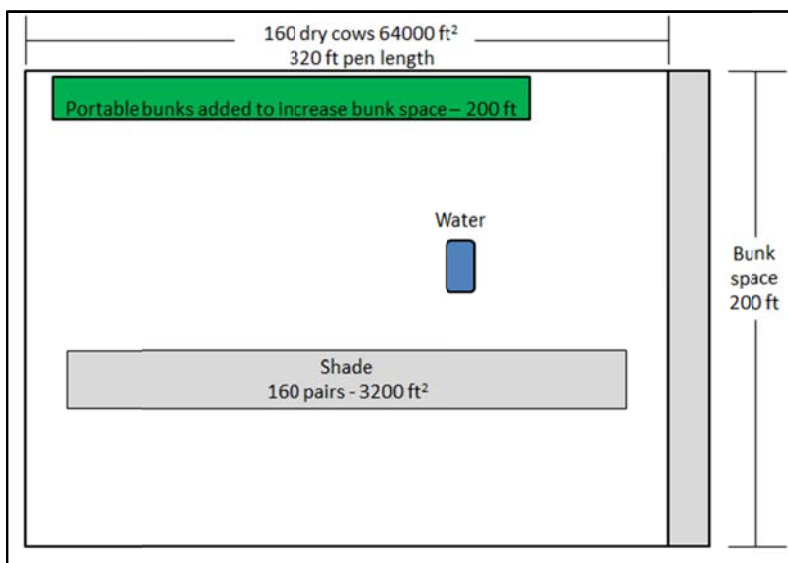 160 dry cows 64000 ft²
320 ft pen length
Portable bunks added to increase bunk space – 200 ft
Water
Bunk
space
200 ft
Shade
160 pairs - 3200 ft²